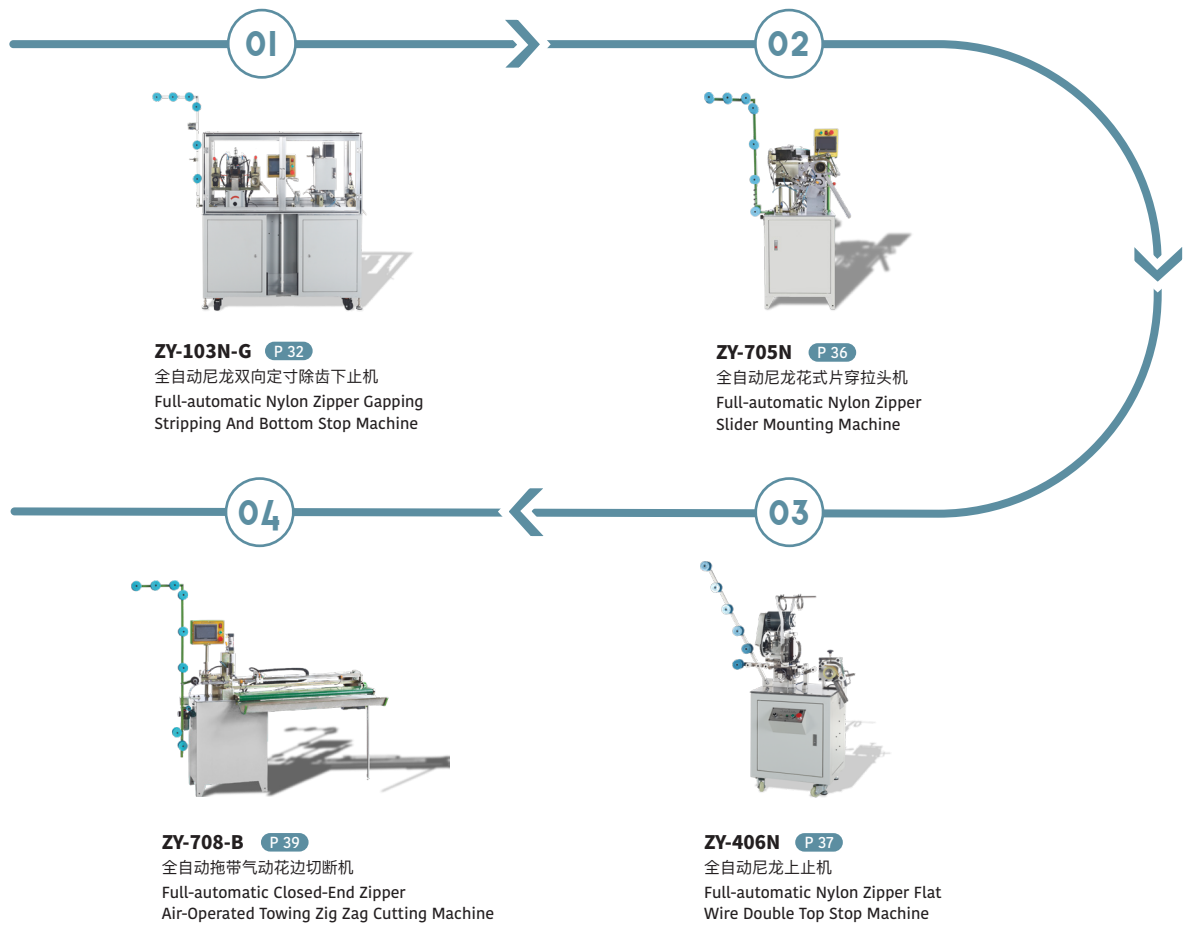 01
02
ZY-103N-G P 32
全自动尼龙双向定寸除齿下止机
Full-automatic Nylon Zipper Gapping
Stripping And Bottom Stop Machine
ZY-705N P 36
全自动尼龙花式片穿拉头机
Full-automatic Nylon Zipper
Slider Mounting Machine
04
03
ZY-708-B P 39
全自动拖带气动花边切断机
Full-automatic Closed-End Zipper
Air-Operated Towing Zig Zag Cutting Machine
ZY-406N P 37
全自动尼龙上止机
Full-automatic Nylon Zipper Flat
Wire Double Top Stop Machine